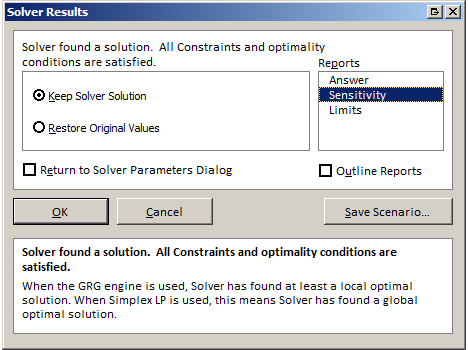 Solver Results
Solver found a solution.  All Constraints and optimality
conditions are satisfied.
Reports
Answer
Sensitivity
Limits
Keep Solver Solution
Restore Original Values
Return to Solver Parameters Dialog
Outline Reports
OK
Cancel
Save Scenario...
Solver found a solution.  All Constraints and optimality conditions are
satisfied.
When the GRG engine is used, Solver has found at least a local optimal
solution. When Simplex LP is used, this means Solver has found a global
optimal solution.